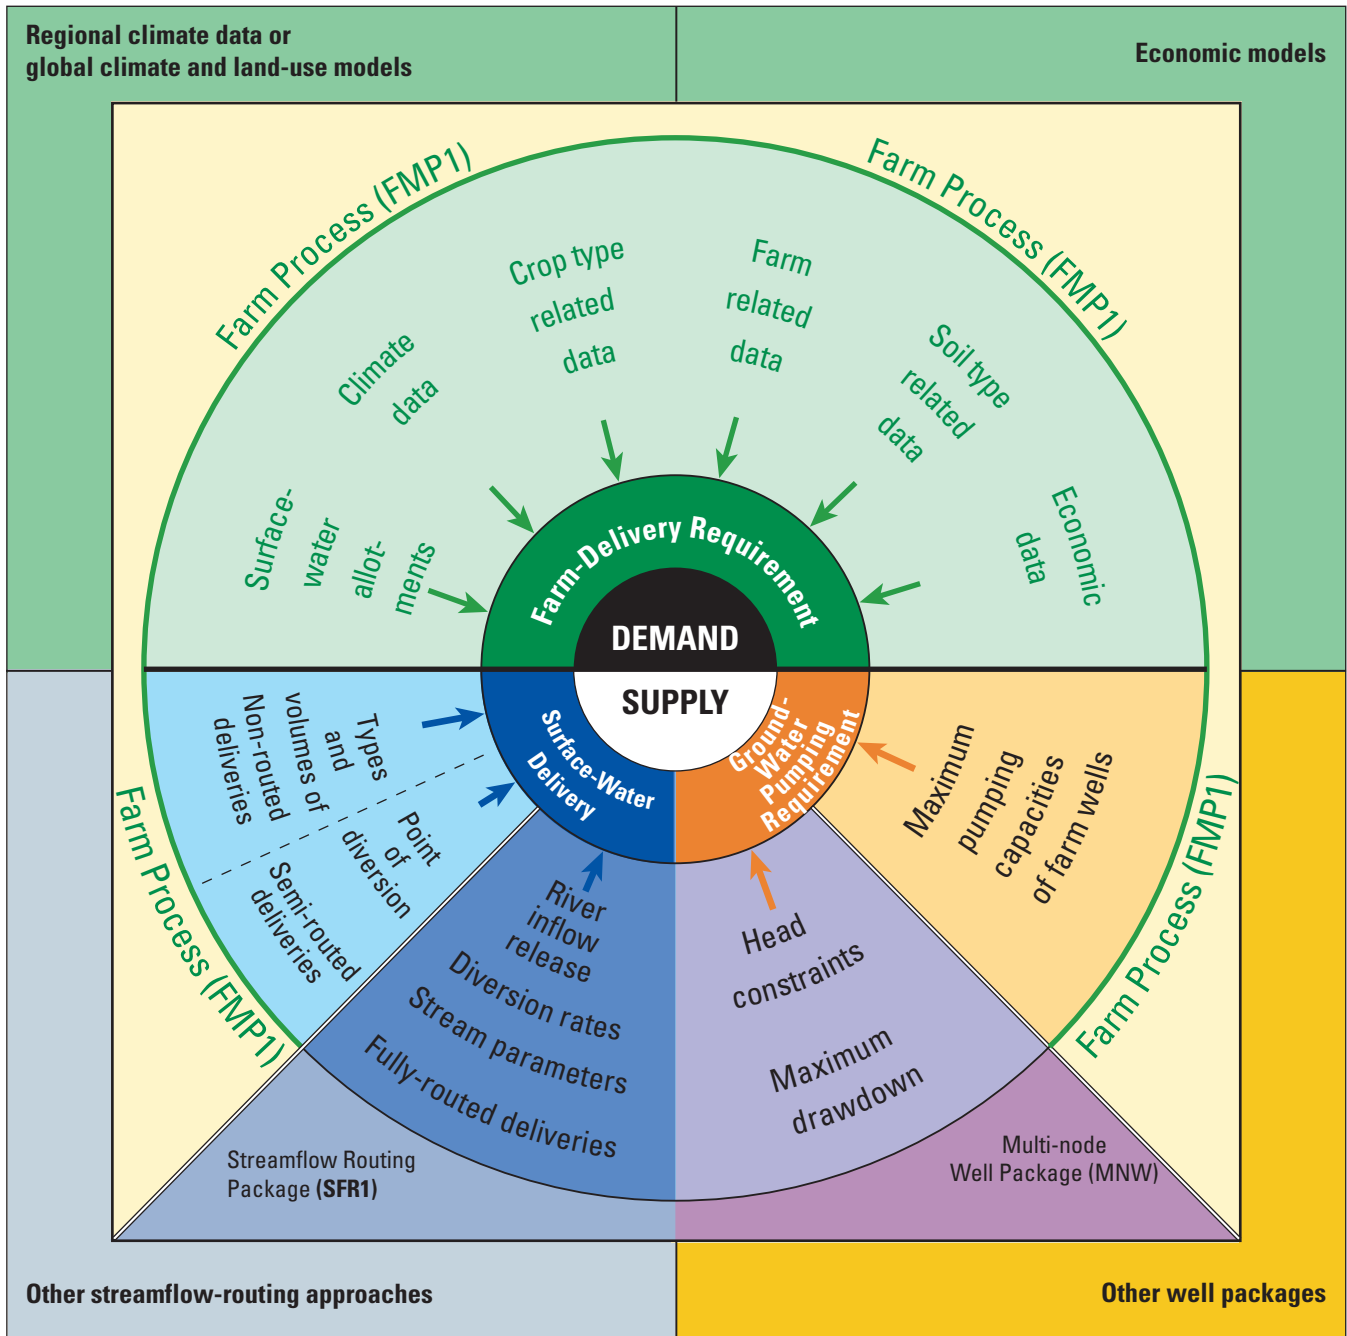 Regional climate data or
global climate and land-use models
Economic models
Farm Process (FMP1)
Farm Process (FMP1)
Surface-
water
allot-
ments
Climate
data
Crop type
related
data
Farm
related
data
Soil type
related
data
Economic
data
Farm-Delivery Requirement
DEMAND
SUPPLY
Surface-Water
Delivery
Ground-
Water
Pumping
Requirement
Types
and
volumes of
Non-routed
deliveries
Point
of
diversion
Semi-routed
deliveries
Farm Process (FMP1)
River
inflow
release
Diversion rates
Stream parameters
Fully-routed deliveries
Head
constraints
Maximum
drawdown
Maximum
pumping
capacities
of farm wells
Farm Process (FMP1)
Streamflow Routing
Package (SFR1)
Multi-node
Well Package (MNW)
Other streamflow-routing approaches
Other well packages